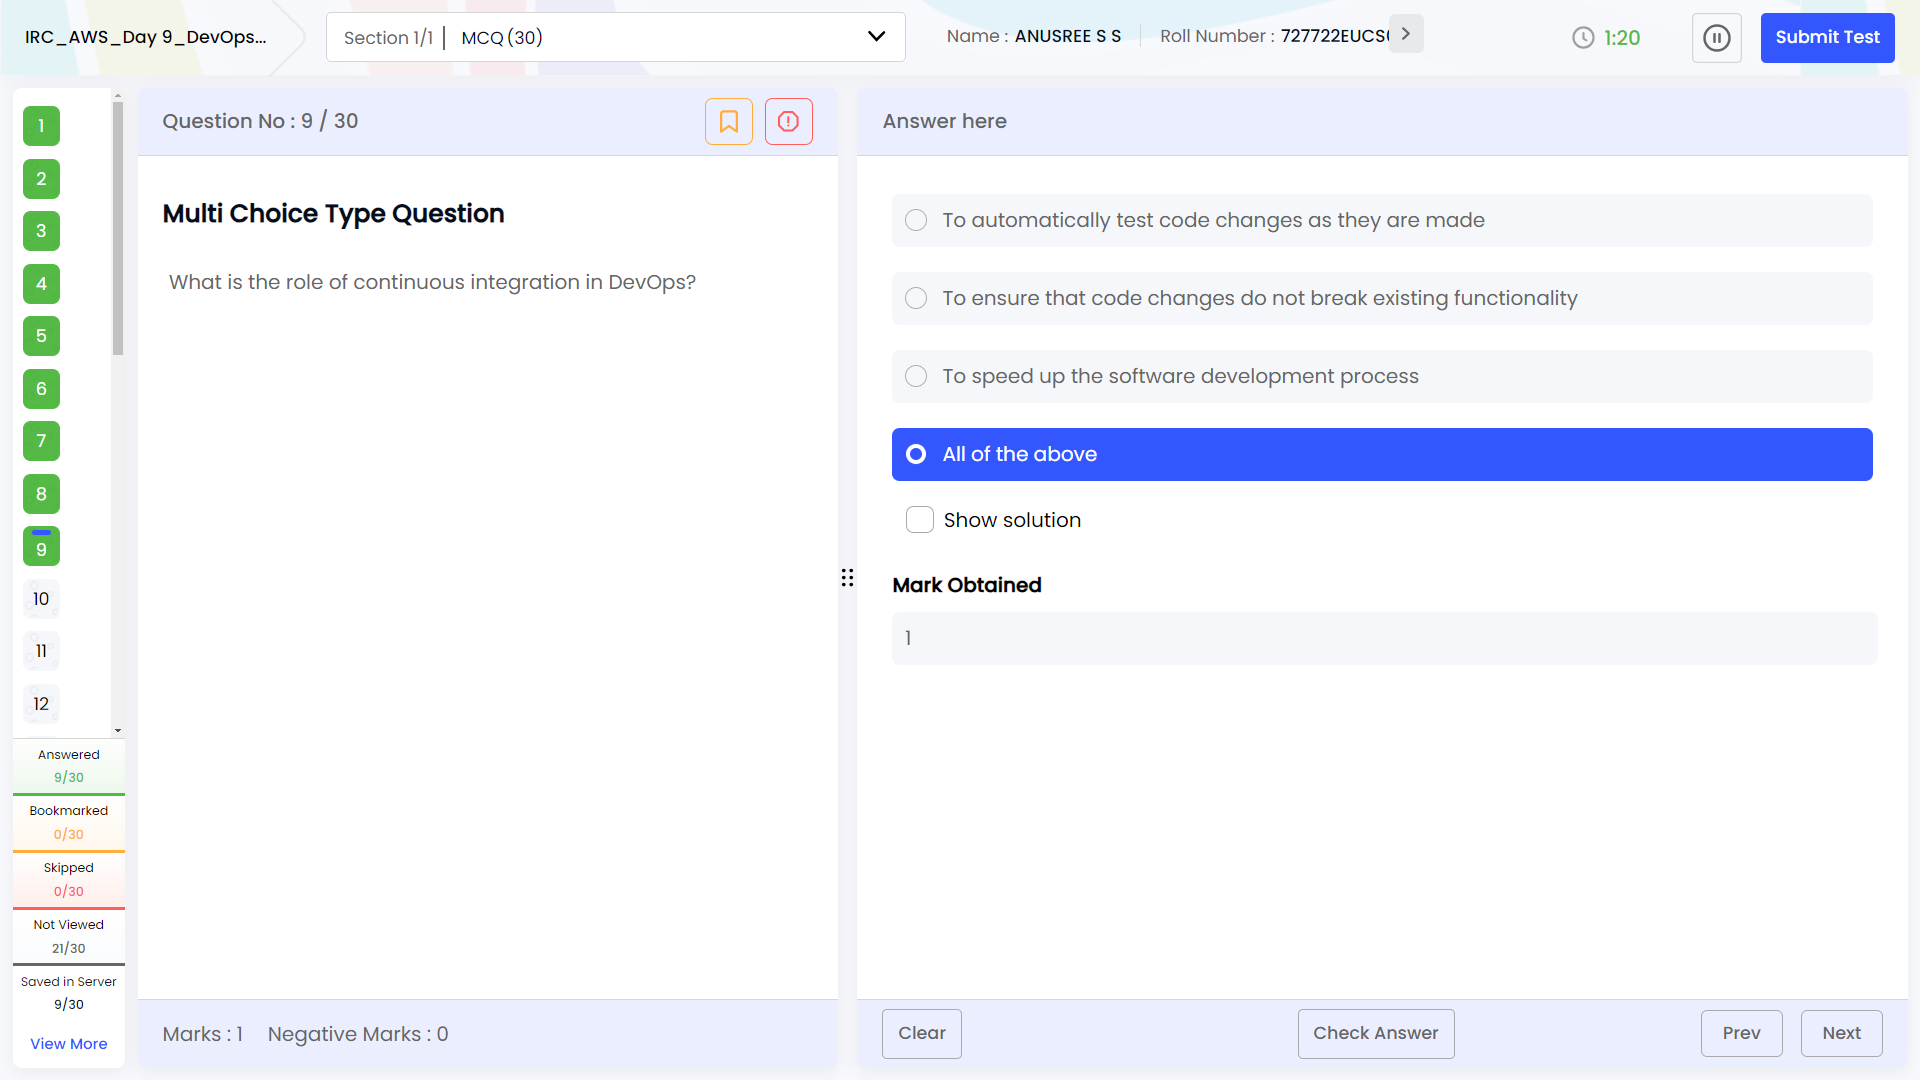 IRC_AWS_Day 9_DevOps...
Section 1/1 | MCQ (30)
Name : ANUSREE S S
Roll Number : 727722EUCS
1:20
Submit Test
1
2
3
4
5
6
7
8
9
10
11
12
Answered
9/30
Bookmarked
0/30
Skipped
0/30
Not Viewed
21/30
Saved in Server
9/30
View More
Question No : 9 / 30
Multi Choice Type Question
What is the role of continuous integration in DevOps?
Marks : 1 Negative Marks : 0
Answer here
To automatically test code changes as they are made
To ensure that code changes do not break existing functionality
To speed up the software development process
All of the above
Show solution
Mark Obtained
1
Clear
Check Answer
Prev
Next